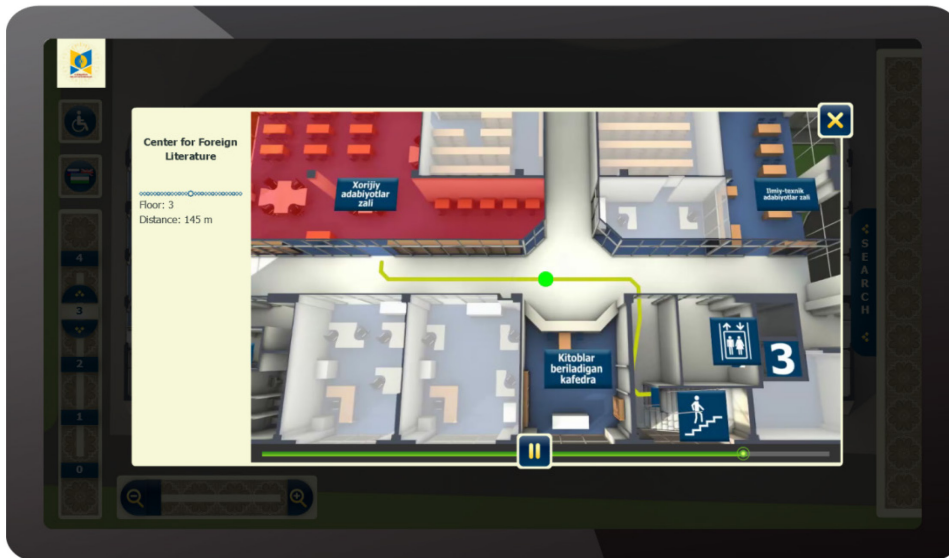 Center for Foreign
Literature
Floor: 3
Distance: 145 m
Xorijiy
adabiyotlar
zali
Ilmiy-texnik
adabiyotlar zali
Kitoblar
beriladigan
kafedra
3
4
3
2
1
0
SEARCH